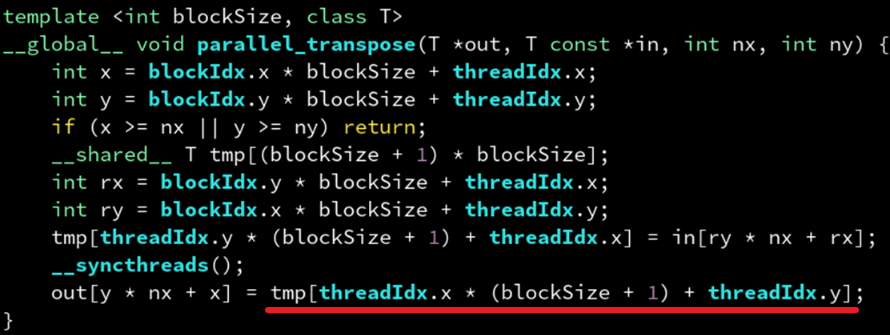 template <int blockSize, class T>
__global__ void parallel_transpose(T *out, T const *in, int nx, int ny) {
    int x = blockIdx.x * blockSize + threadIdx.x;
    int y = blockIdx.y * blockSize + threadIdx.y;
    if (x >= nx || y >= ny) return;
    __shared__ T tmp[(blockSize + 1) * blockSize];
    int rx = blockIdx.y * blockSize + threadIdx.x;
    int ry = blockIdx.x * blockSize + threadIdx.y;
    tmp[threadIdx.y * (blockSize + 1) + threadIdx.x] = in[ry * nx + rx];
    __syncthreads();
    out[y * nx + x] = tmp[threadIdx.x * (blockSize + 1) + threadIdx.y];
}